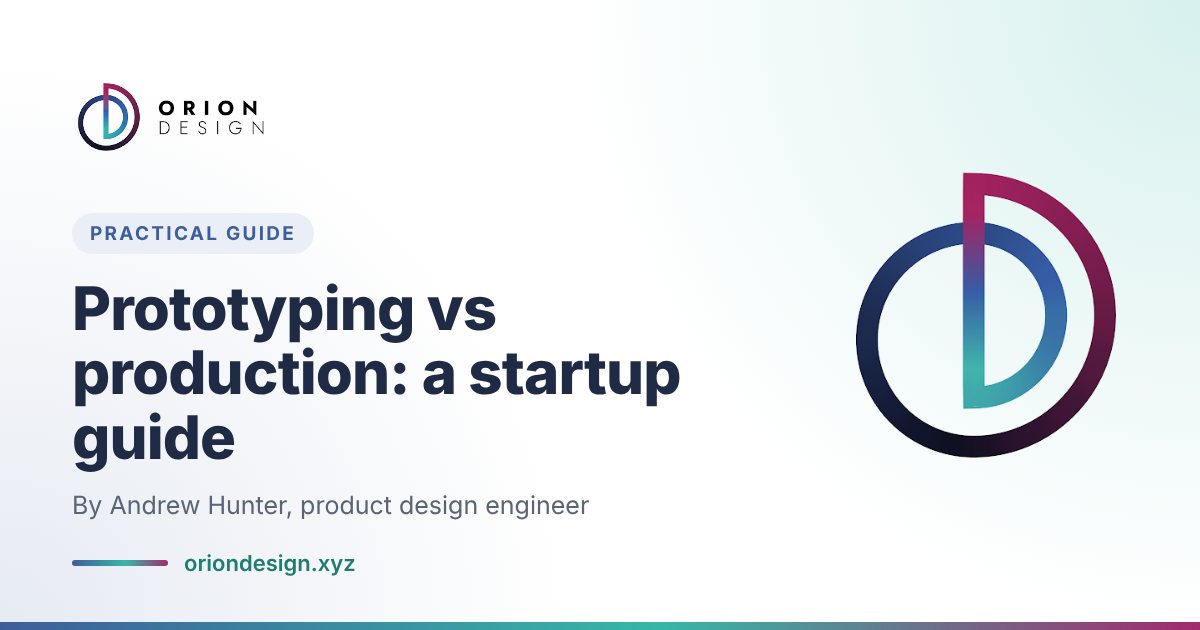 ORION
DESIGN
PRACTICAL GUIDE
Prototyping vs
production: a startup
guide
By Andrew Hunter, product design engineer
oriondesign.xyz